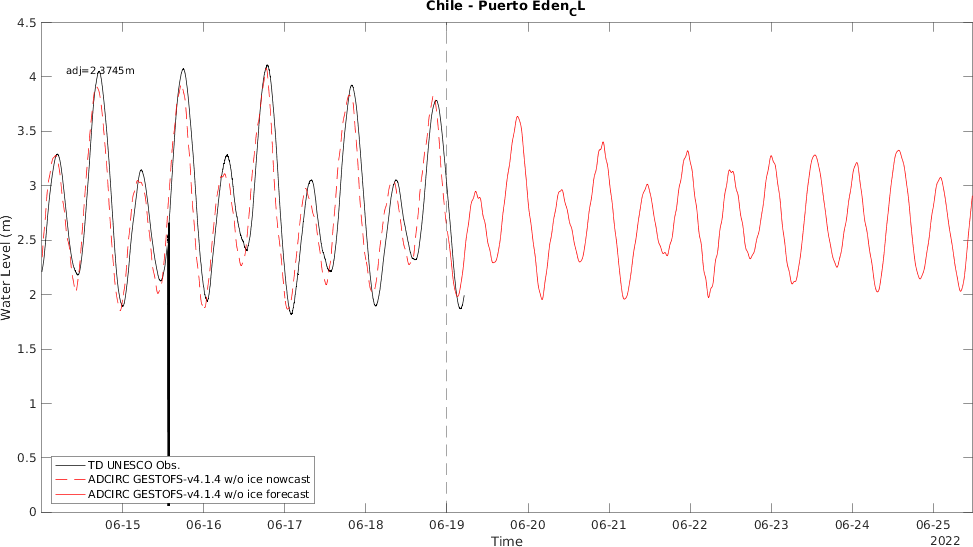 Chile - Puerto Eden_CL
4.5
4
3.5
3
2.5
2
1.5
1
0.5
0
Water Level (m)
adj=2.3745m
TD UNESCO Obs.
ADCIRC GESTOFS-v4.1.4 w/o ice nowcast
ADCIRC GESTOFS-v4.1.4 w/o ice forecast
06-15 06-16 06-17 06-18 06-19 06-20 06-21 06-22 06-23 06-24 06-25
Time
2022